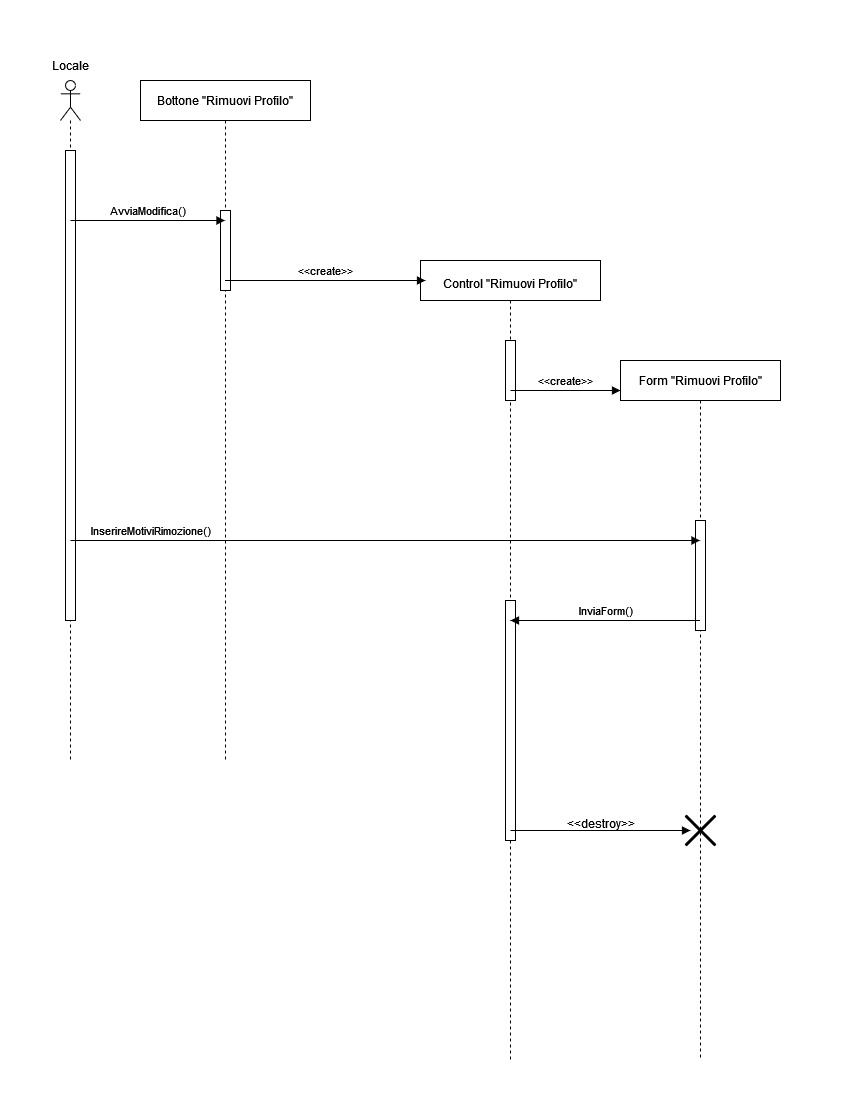 Locale
Bottone "Rimuovi Profilo"
AvviaModifica()
<<create>>
Control "Rimuovi Profilo"
<<create>>
Form "Rimuovi Profilo"
InserireMotiviRimozione()
InviaForm()
<<destroy>>